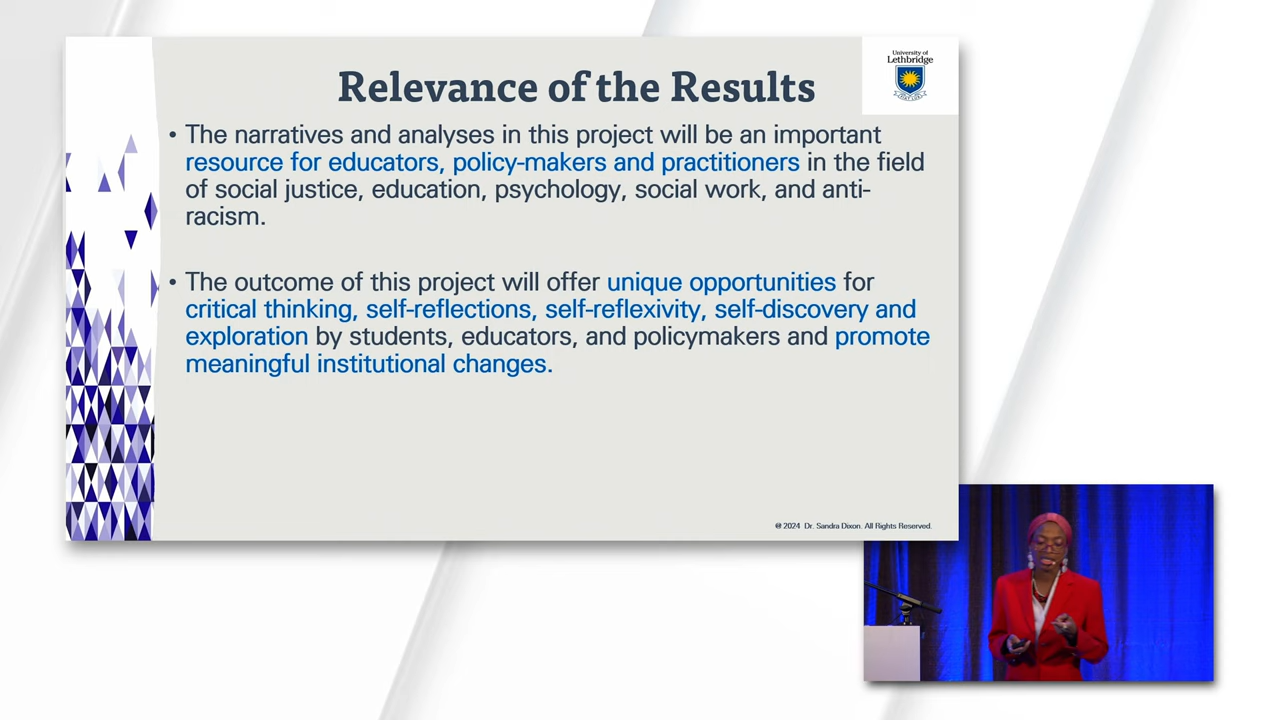 Relevance of the Results
University of
Lethbridge
• The narratives and analyses in this project will be an important
resource for educators, policy-makers and practitioners in the field
of social justice, education, psychology, social work, and anti-
racism.
• The outcome of this project will offer unique opportunities for
critical thinking, self-reflections, self-reflexivity, self-discovery and
exploration by students, educators, and policymakers and promote
meaningful institutional changes.
@ 2024 Dr. Sandra Dixon. All Rights Reserved.